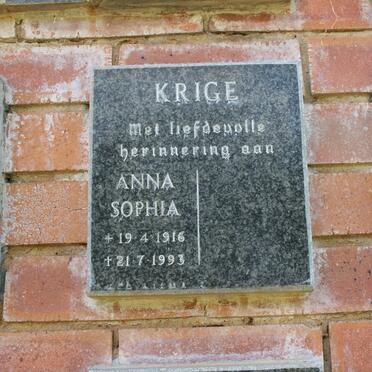 KRIGE
Met liefdevolle
herinnering aan
ANNA
SOPHIA
+ 19·4·1916
+ 21·7·1993